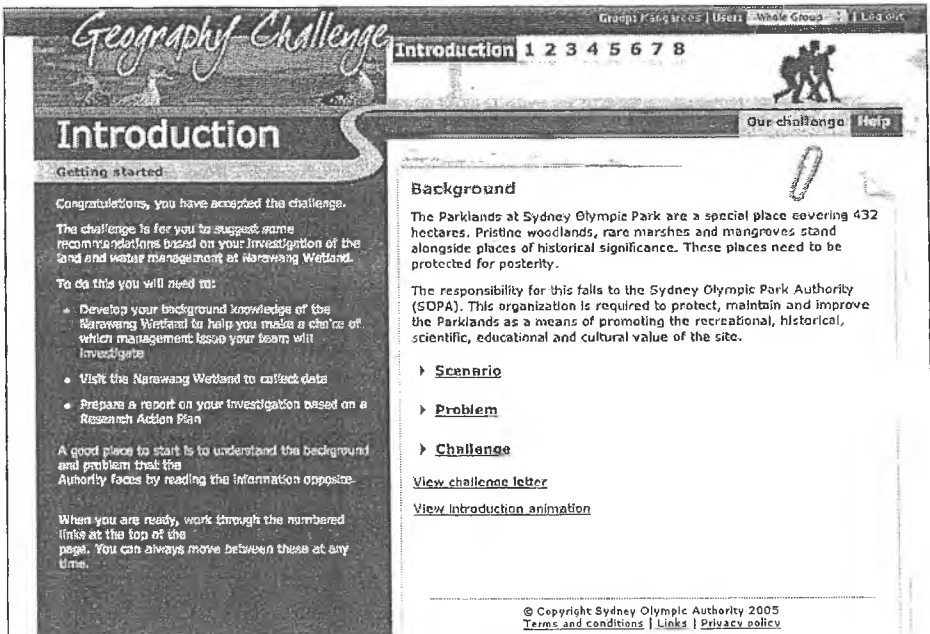 Group: Kangaroos | User: Whole Group | Log out
Geography Challenge
Introduction 1 2 3 4 5 6 7 8
Our challenge Help
Introduction
Getting started
Congratulations, you have accepted the challenge.
The challenge is for you to suggest some
recommendations based on your investigation of the
land and water management at Narawang Wetland.
To do this you will need to:
• Develop your background knowledge of the
Narawang Wetland to help you make a choice of
which management issue your team will
investigate
• Visit the Narawang Wetland to collect data
• Prepare a report on your investigation based on a
Research Action Plan
A good place to start is to understand the background
and problem that the
Authority faces by reading the information opposite.
When you are ready, work through the numbered
links at the top of the
page. You can always move between these at any
time.
Background
The Parklands at Sydney Olympic Park are a special place covering 432
hectares. Pristine woodlands, rare marshes and mangroves stand
alongside places of historical significance. These places need to be
protected for posterity.
The responsibility for this falls to the Sydney Olympic Park Authority
(SOPA). This organization is required to protect, maintain and improve
the Parklands as a means of promoting the recreational, historical,
scientific, educational and cultural value of the site.
Scenario
Problem
Challenge
View challenge letter
View Introduction animation
© Copyright Sydney Olympic Authority 2005
Terms and conditions | Links | Privacy policy